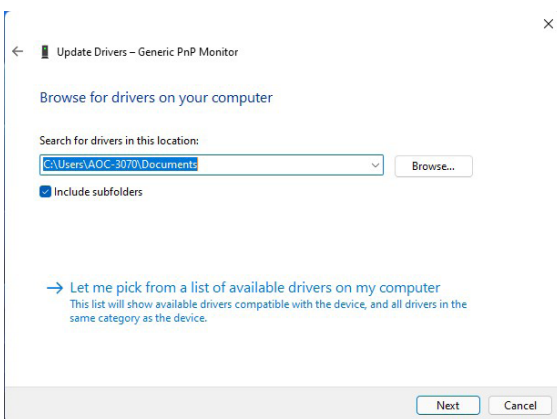 Update Drivers – Generic PnP Monitor
Browse for drivers on your computer
Search for drivers in this location:
C:\Users\AOC-3070\Documents
Browse...
Include subfolders
Let me pick from a list of available drivers on my computer
This list will show available drivers compatible with the device, and all drivers in the
same category as the device.
Next
Cancel